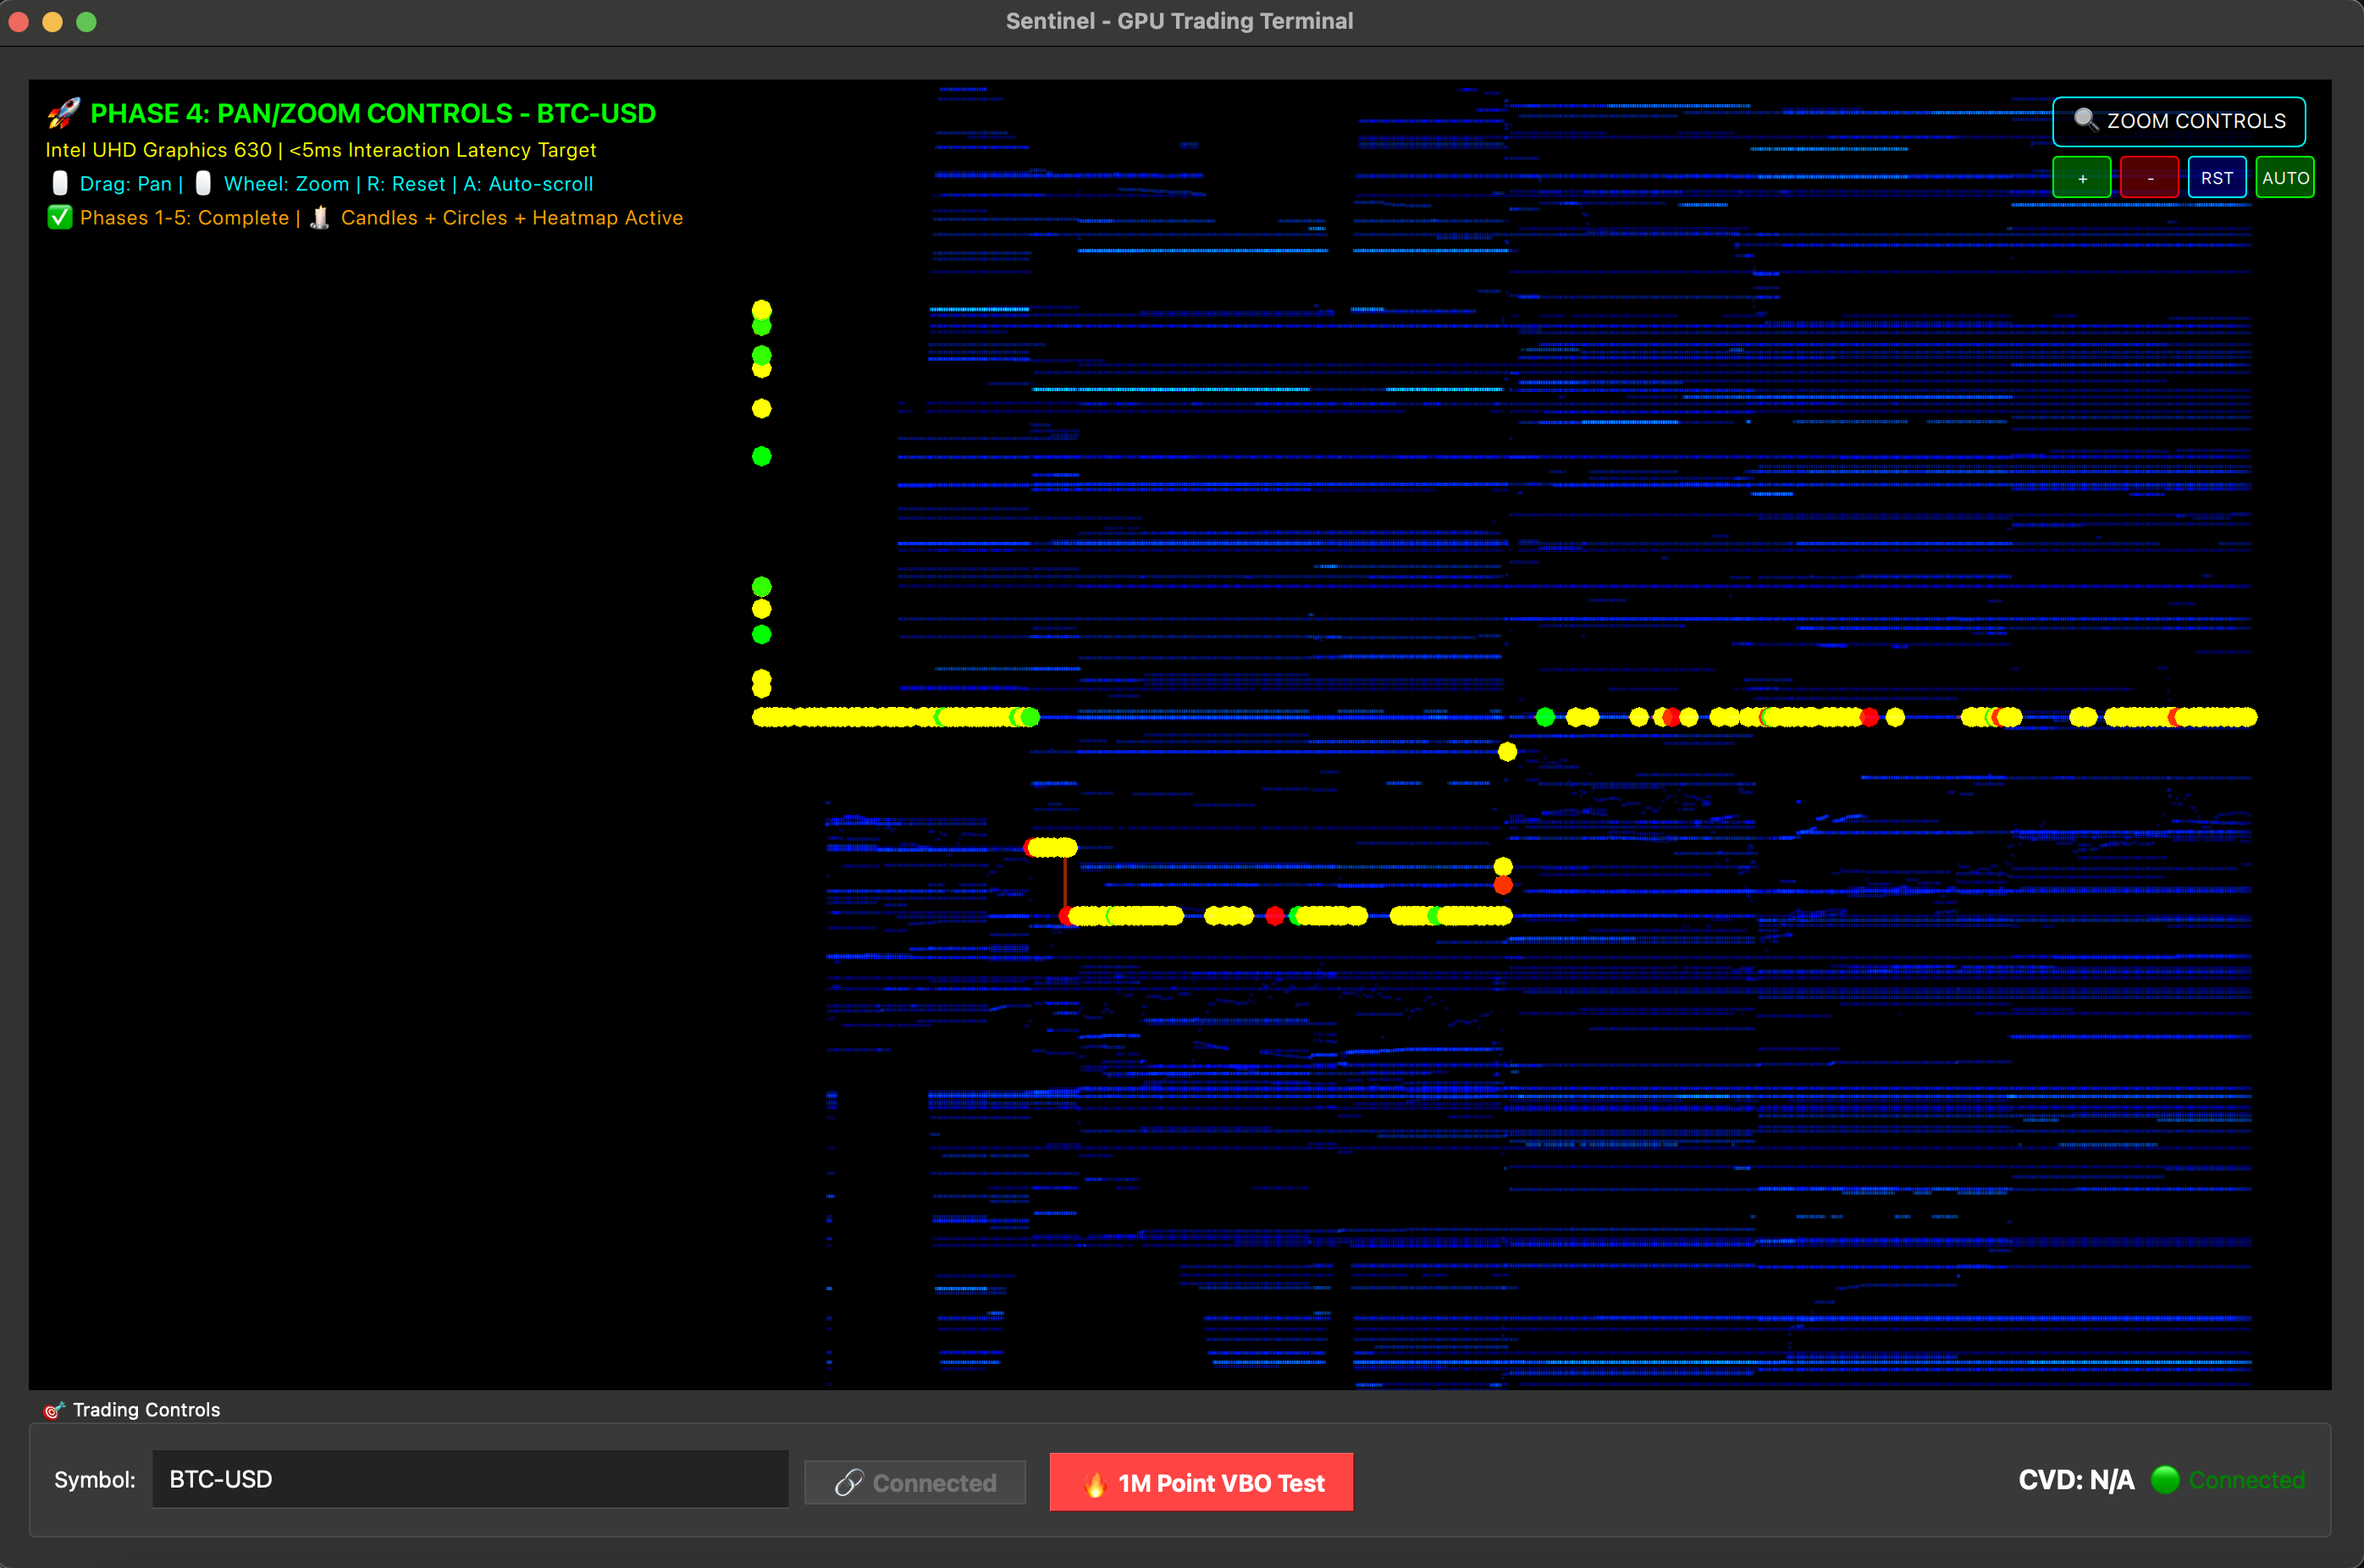 Sentinel - GPU Trading Terminal
🚀 PHASE 4: PAN/ZOOM CONTROLS - BTC-USD
Intel UHD Graphics 630 | <5ms Interaction Latency Target
Drag: Pan | Wheel: Zoom | R: Reset | A: Auto-scroll
✅ Phases 1-5: Complete | 🕯️ Candles + Circles + Heatmap Active
🔍 ZOOM CONTROLS
+ - RST AUTO
🎯 Trading Controls
Symbol: BTC-USD 🔗 Connected 🔥 1M Point VBO Test CVD: N/A 🟢 Connected